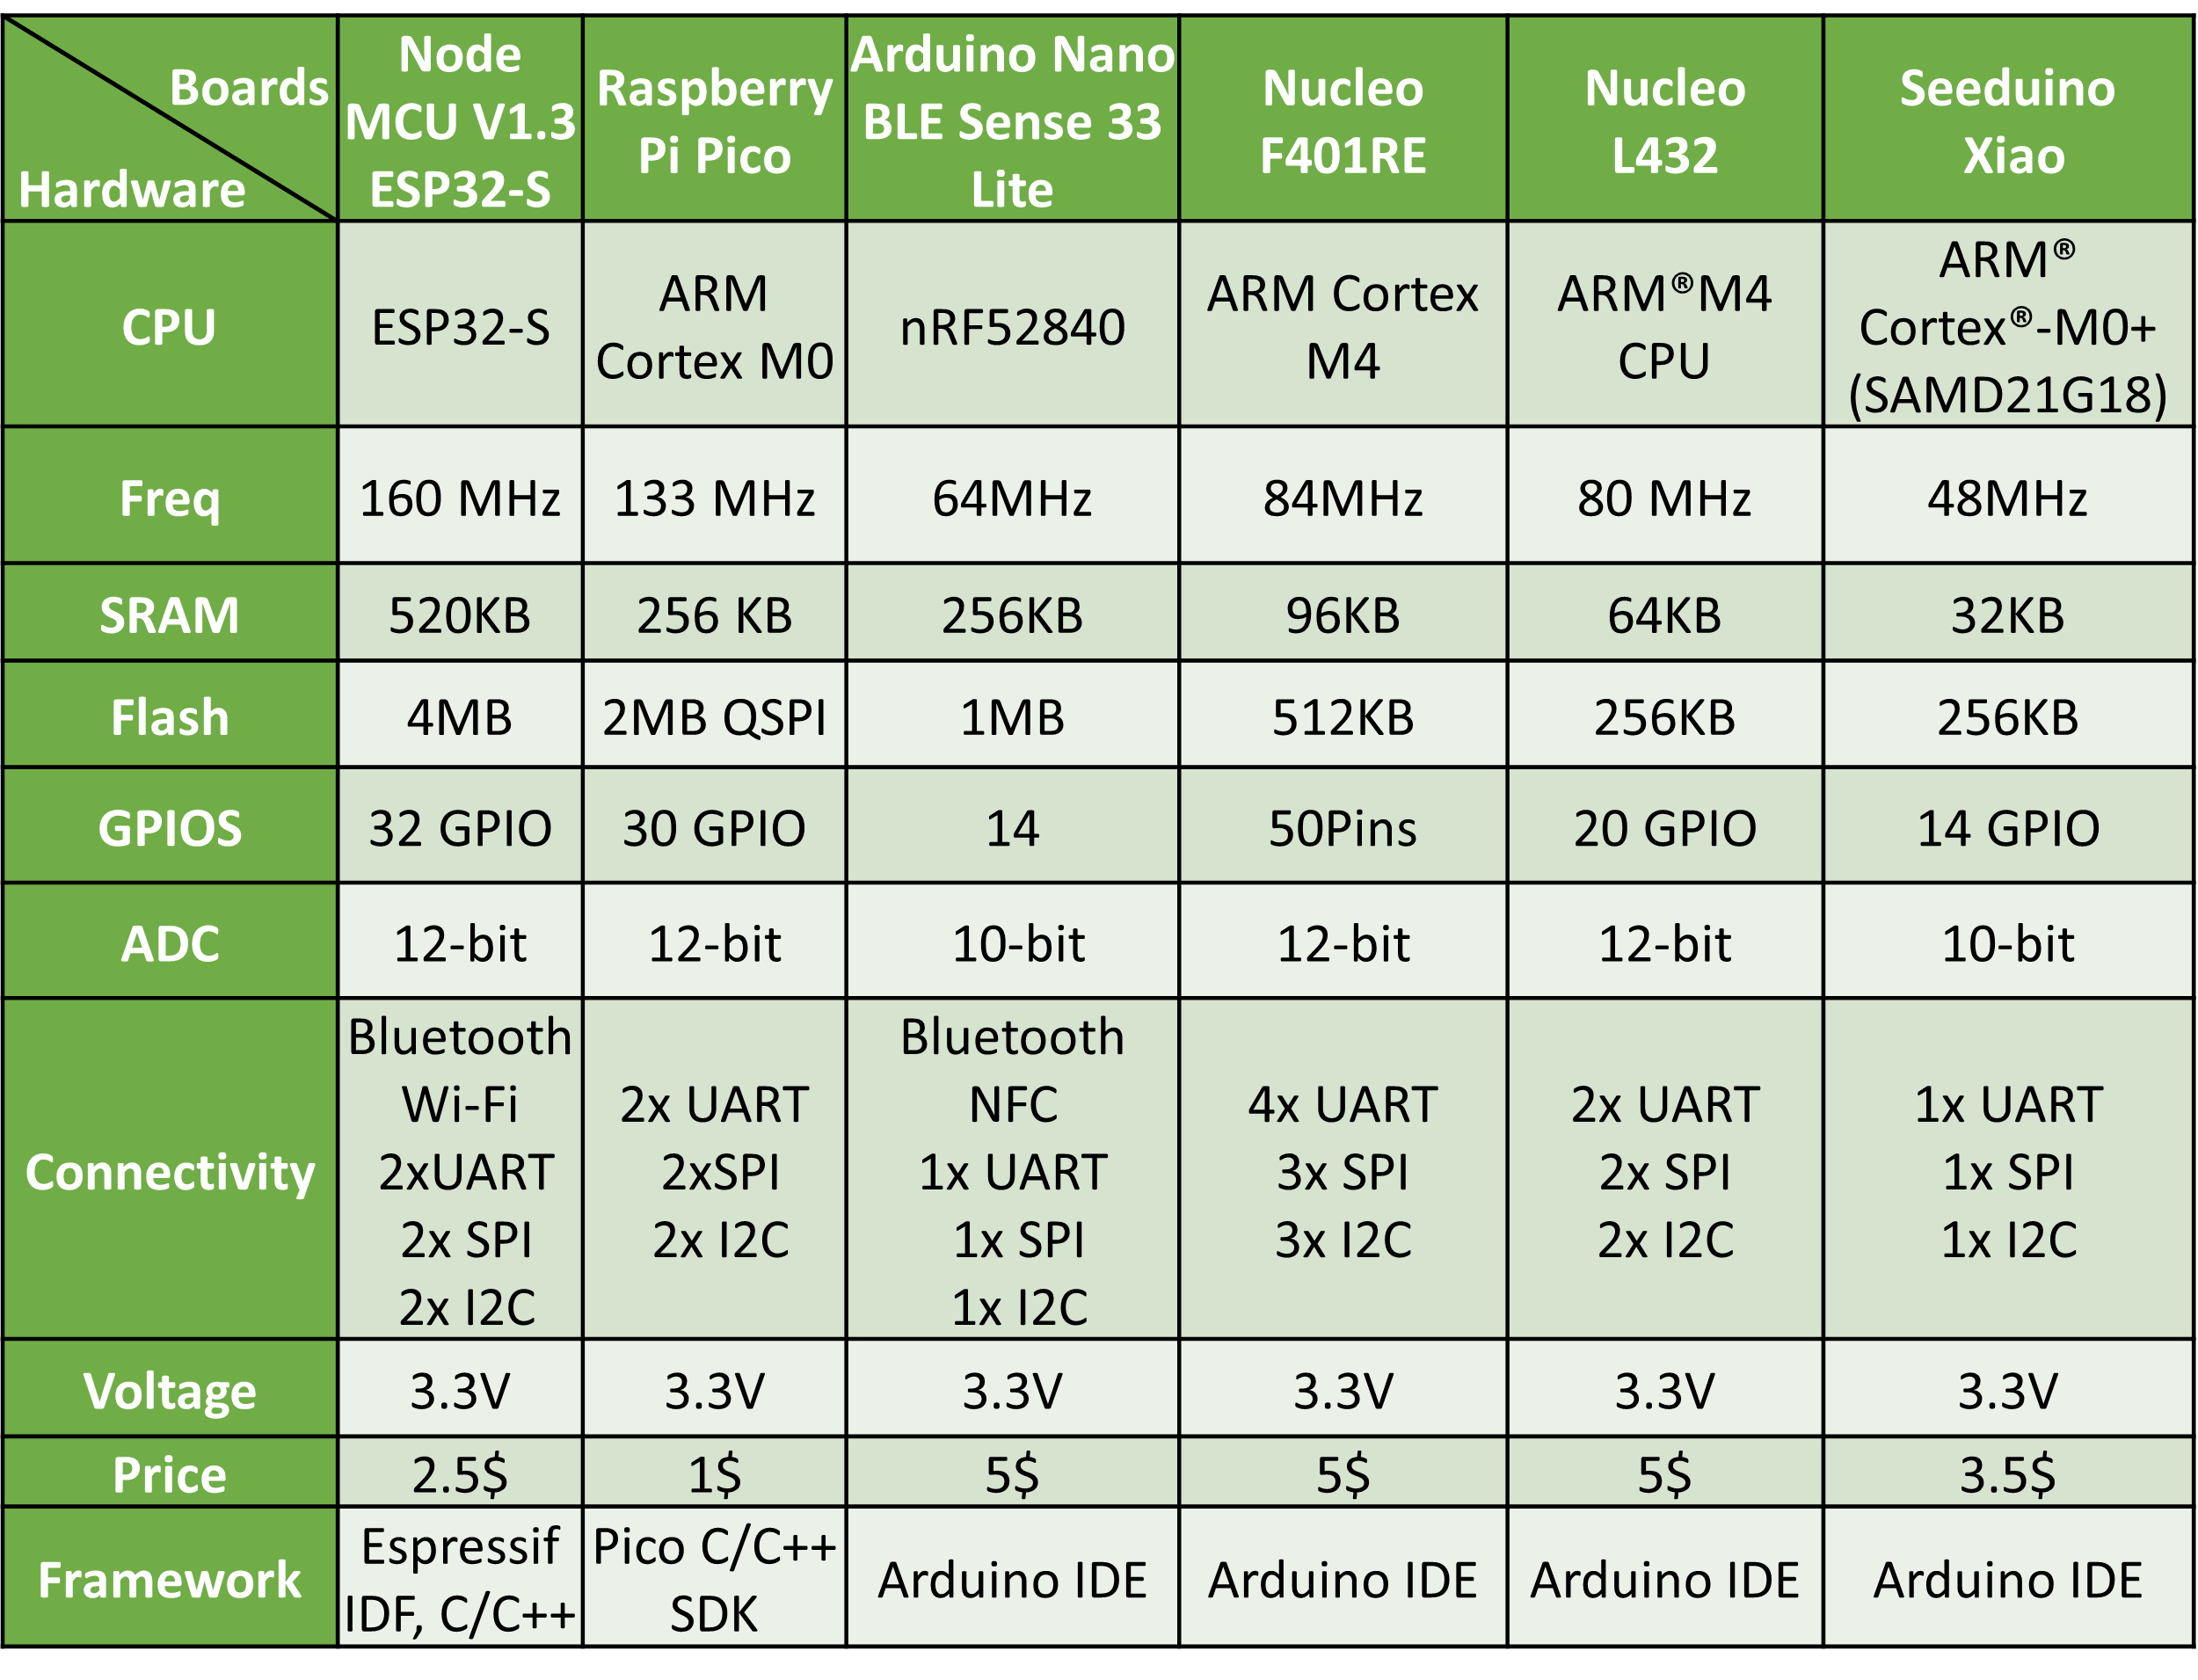 Boards
Hardware
Node
MCU V1.3
ESP32-S
Raspberry
Pi Pico
Arduino Nano
BLE Sense 33
Lite
Nucleo
F401RE
Nucleo
L432
Seeduino
Xiao
CPU
ESP32-S
ARM
Cortex M0
nRF52840
ARM Cortex
M4
ARM®M4
CPU
ARM®
Cortex®-M0+
(SAMD21G18)
Freq
160 MHz
133 MHz
64MHz
84MHz
80 MHz
48MHz
SRAM
520KB
256 KB
256KB
96KB
64KB
32KB
Flash
4MB
2MB QSPI
1MB
512KB
256KB
256KB
GPIOS
32 GPIO
30 GPIO
14
50Pins
20 GPIO
14 GPIO
ADC
12-bit
12-bit
10-bit
12-bit
12-bit
10-bit
Connectivity
Bluetooth
Wi-Fi
2xUART
2x SPI
2x I2C
2x UART
2xSPI
2x I2C
Bluetooth
NFC
1x UART
1x SPI
1x I2C
4x UART
3x SPI
3x I2C
2x UART
2x SPI
2x I2C
1x UART
1x SPI
1x I2C
Voltage
3.3V
3.3V
3.3V
3.3V
3.3V
3.3V
Price
2.5$
1$
5$
5$
5$
3.5$
Framework
Espressif
IDF, C/C++
Pico C/C++
SDK
Arduino IDE
Arduino IDE
Arduino IDE
Arduino IDE